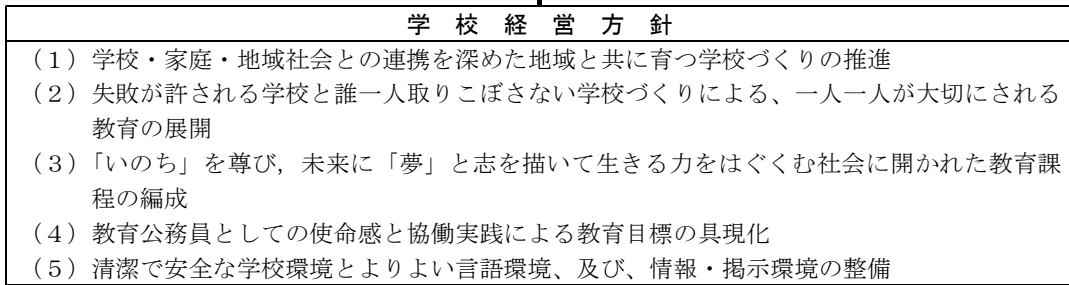 学 校 経 営 方 針
（１）学校・家庭・地域社会との連携を深めた地域と共に育つ学校づくりの推進
（２）失敗が許される学校と誰一人取りこぼさない学校づくりによる、一人一人が大切にされる
教育の展開
（３）「いのち」を尊び，未来に「夢」と志を描いて生きる力をはぐくむ社会に開かれた教育課
程の編成
（４）教育公務員としての使命感と協働実践による教育目標の具現化
（５）清潔で安全な学校環境とよりよい言語環境、及び、情報・掲示環境の整備